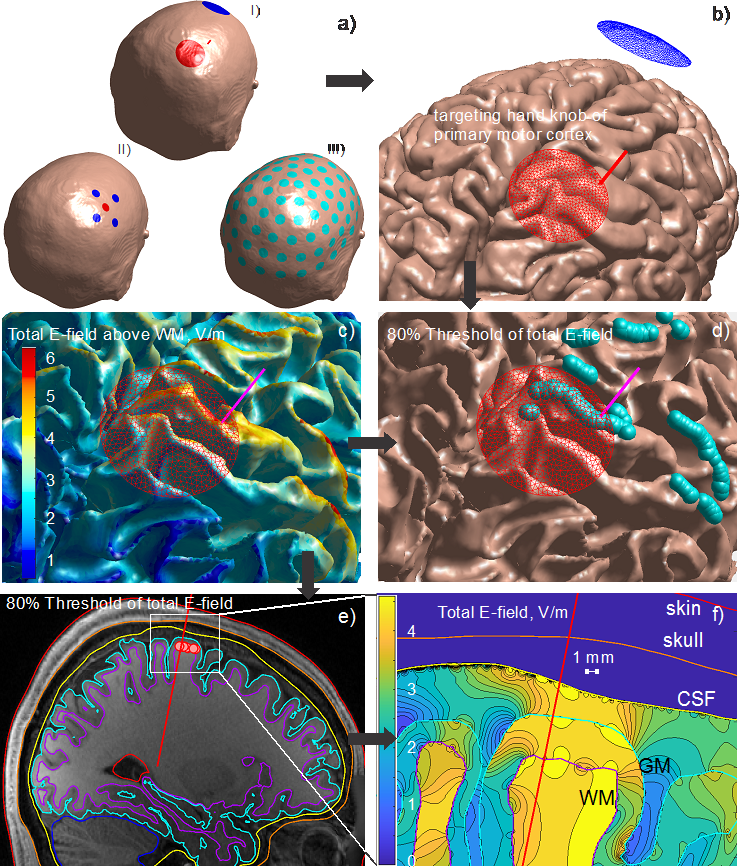 I)
a)
b)
targeting hand knob of
primary motor cortex
II)
III)
Total E-field above WM, V/m
c)
6
5
4
3
2
1
80% Threshold of total E-field
d)
80% Threshold of total E-field
e)
Total E-field, V/m
skin
f)
skull
4
1 mm
CSF
3
2
GM
WM
1
0